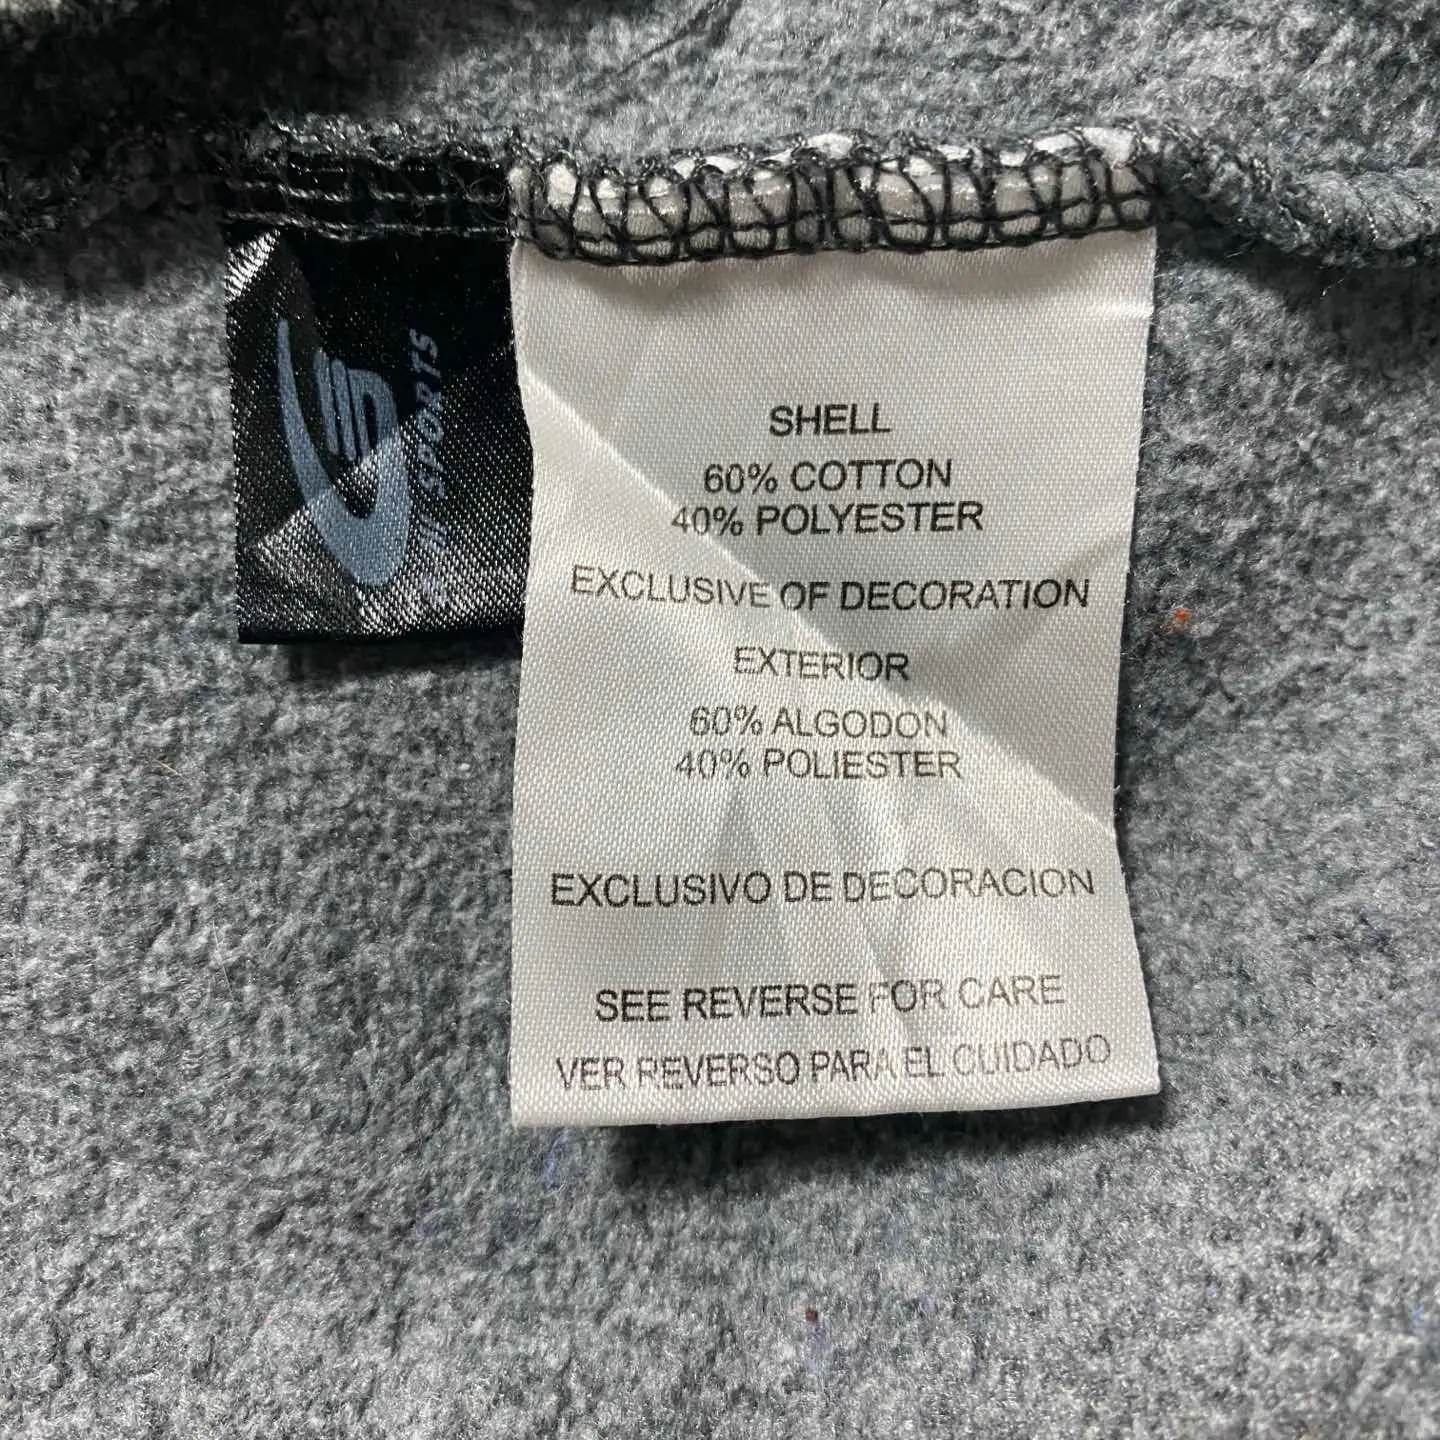 SPORTS
SHELL
60% COTTON
40% POLYESTER
EXCLUSIVE OF DECORATION
EXTERIOR
60% ALGODON
40% POLIESTER
EXCLUSIVO DE DECORACION
SEE REVERSE FOR CARE
VER REVERSO PARA EL CUIDADO